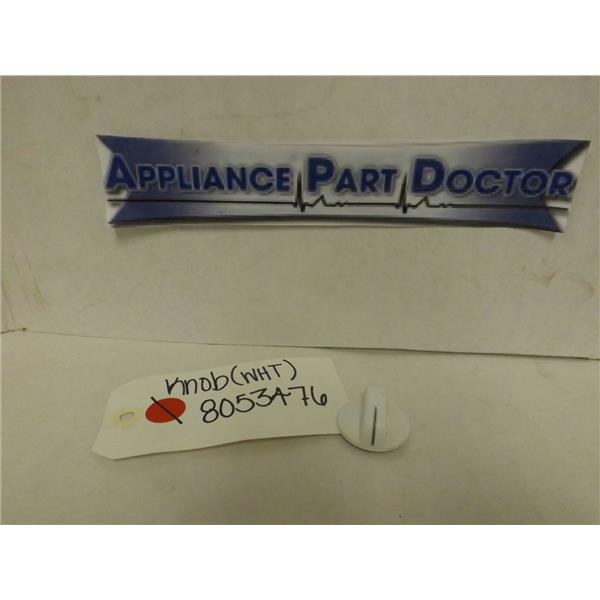 APPLIANCE PART DOCTOR
Knob (WHT)
8053476